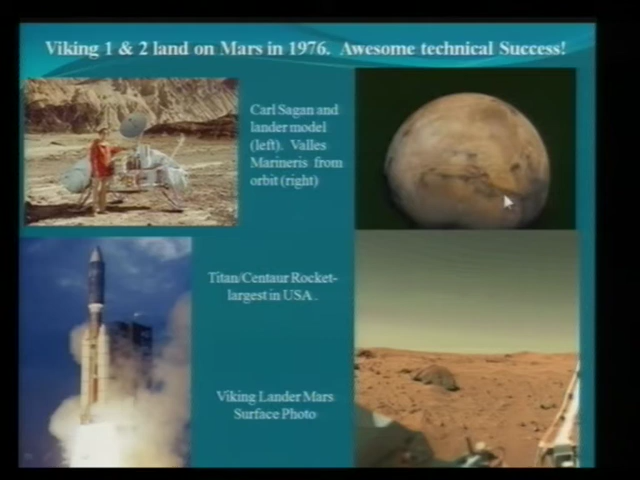 Viking 1 & 2 land on Mars in 1976. Awesome technical Success!
Carl Sagan and
lander model
(left). Valles
Marineris from
orbit (right)
Titan/Centaur Rocket-
largest in USA.
Viking Lander Mars
Surface Photo